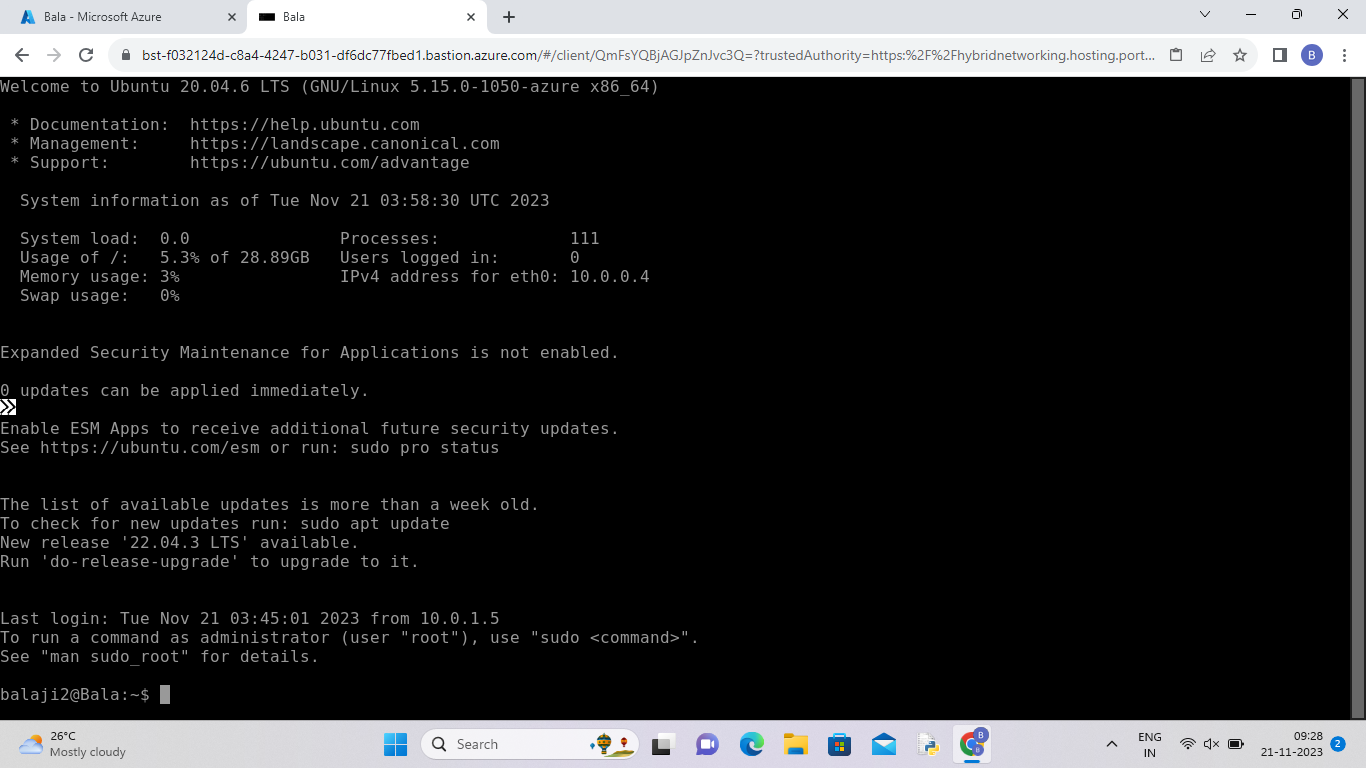 Bala - Microsoft Azure
Bala
bst-f032124d-c8a4-4247-b031-df6dc77fbed1.bastion.azure.com/#/client/QmFsYQBjAGJpZnJvc3Q=?trustedAuthority=https:%2F%2Fhybridnetworking.hosting.port...
B
Welcome to Ubuntu 20.04.6 LTS (GNU/Linux 5.15.0-1050-azure x86_64)
* Documentation:  https://help.ubuntu.com
* Management:     https://landscape.canonical.com
* Support:        https://ubuntu.com/advantage
System information as of Tue Nov 21 03:58:30 UTC 2023
System load:  0.0               Processes:             111
Usage of /:   5.3% of 28.89GB   Users logged in:       0
Memory usage: 3%                IPv4 address for eth0: 10.0.0.4
Swap usage:   0%
Expanded Security Maintenance for Applications is not enabled.
0 updates can be applied immediately.
Enable ESM Apps to receive additional future security updates.
See https://ubuntu.com/esm or run: sudo pro status
The list of available updates is more than a week old.
To check for new updates run: sudo apt update
New release '22.04.3 LTS' available.
Run 'do-release-upgrade' to upgrade to it.
Last login: Tue Nov 21 03:45:01 2023 from 10.0.1.5
To run a command as administrator (user "root"), use "sudo <command>".
See "man sudo_root" for details.
balaji2@Bala:~$
26°C
Mostly cloudy
Search
B
ENG
IN
09:28
21-11-2023
2